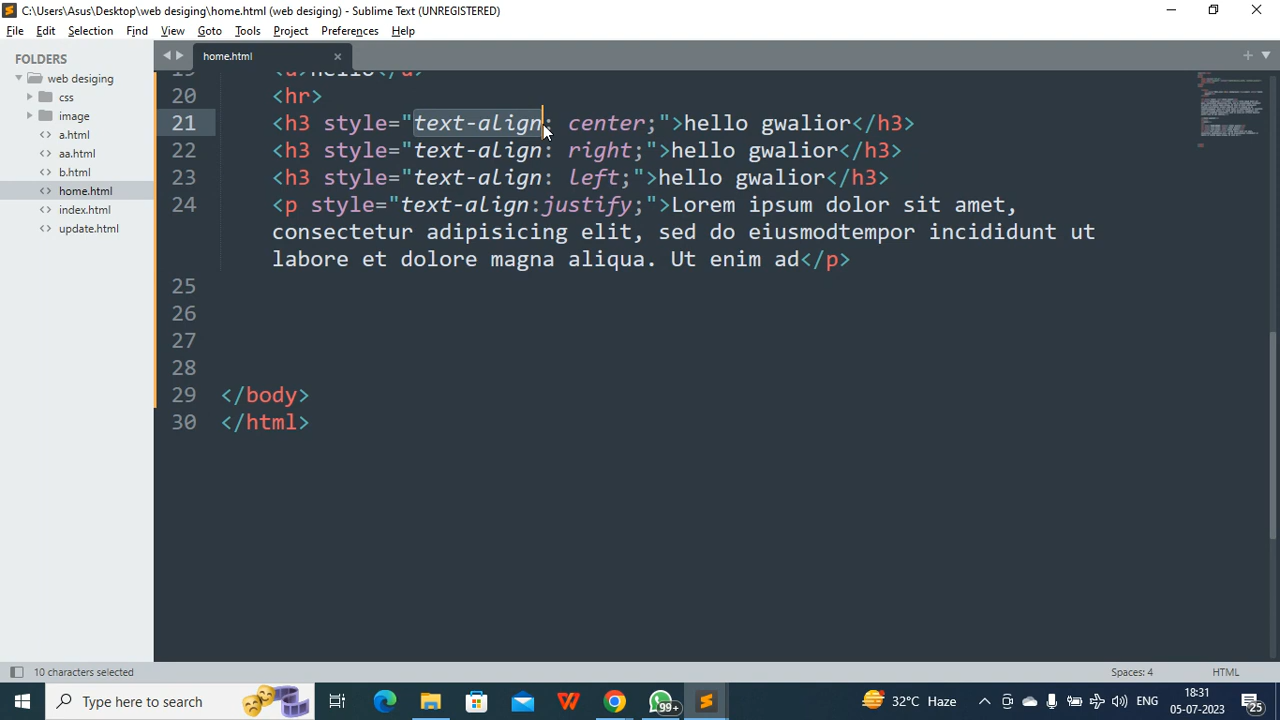 C:\Users\Asus\Desktop\web desiging\home.html (web desiging) - Sublime Text (UNREGISTERED)
File Edit Selection Find View Goto Tools Project Preferences Help
FOLDERS
web desiging
css
image
a.html
aa.html
b.html
home.html
index.html
update.html
home.html
19 <a>hello</a>
20 <hr>
21 <h3 style="text-align: center;">hello gwalior</h3>
22 <h3 style="text-align: right;">hello gwalior</h3>
23 <h3 style="text-align: left;">hello gwalior</h3>
24 <p style="text-align:justify;">Lorem ipsum dolor sit amet,
consectetur adipisicing elit, sed do eiusmodtempor incididunt ut
labore et dolore magna aliqua. Ut enim ad</p>
25
26
27
28
29 </body>
30 </html>
10 characters selected
Spaces: 4 HTML
Type here to search
99+
32°C Haze
ENG
18:31
05-07-2023
25